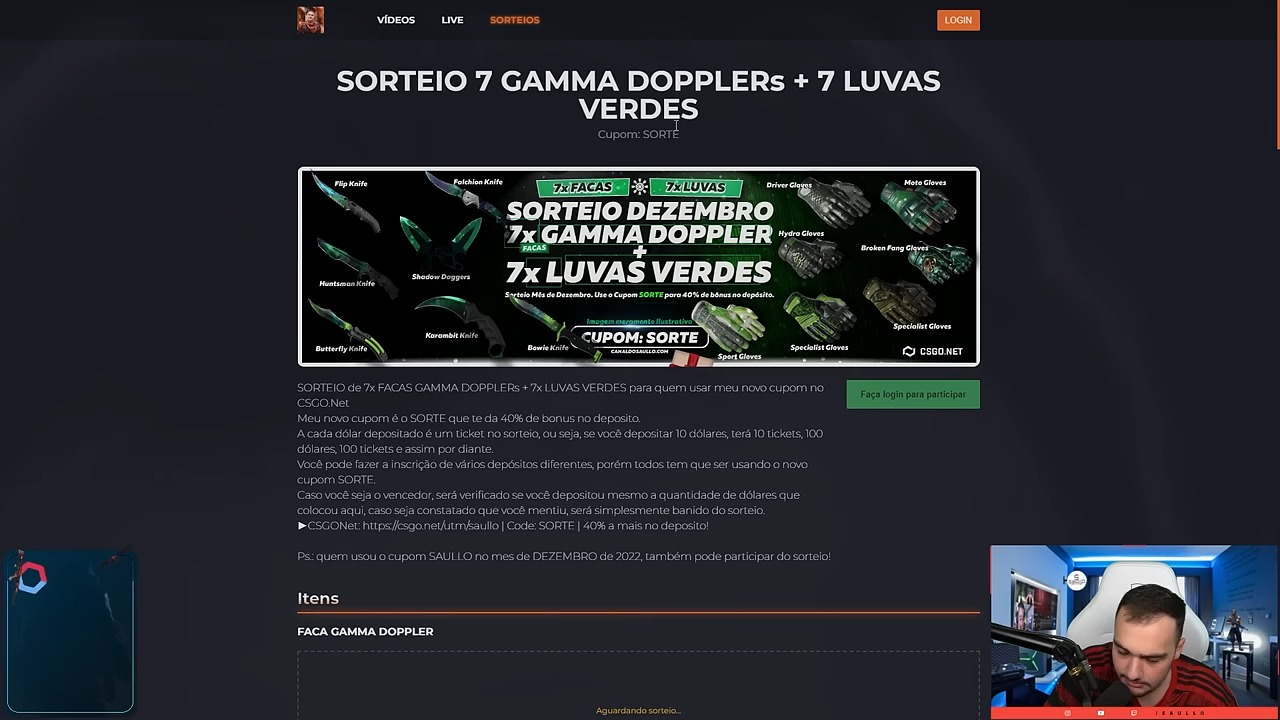 VÍDEOS LIVE SORTEIOS LOGIN
SORTEIO 7 GAMMA DOPPLERs + 7 LUVAS
VERDES
Cupom: SORTE
Flip Knife
Falchion Knife
7x FACAS 7x LUVAS
Driver Gloves
Moto Gloves
SORTEIO DEZEMBRO
7x GAMMA DOPPLER
FACAS
+
7x LUVAS VERDES
Hydra Gloves
Broken Fang Gloves
Shadow Daggers
Huntsman Knife
Sorteio Mês de Dezembro. Use o Cupom SORTE para 40% de bônus no depósito.
Imagem meramente Ilustrativa
CUPOM: SORTE
CANALDOSAULLO.COM
Karambit Knife
Butterfly Knife
Bowie Knife
Sport Gloves
Specialist Gloves
Specialist Gloves
CSGO.NET
SORTEIO de 7x FACAS GAMMA DOPPLERs + 7x LUVAS VERDES para quem usar meu novo cupom no
CSGO.Net
Faça login para participar
Meu novo cupom é o SORTE que te da 40% de bonus no deposito.
A cada dólar depositado é um ticket no sorteio, ou seja, se você depositar 10 dólares, terá 10 tickets, 100
dólares, 100 tickets e assim por diante.
Você pode fazer a inscrição de vários depósitos diferentes, porém todos tem que ser usando o novo
cupom SORTE.
Caso você seja o vencedor, será verificado se você depositou mesmo a quantidade de dólares que
colocou aqui, caso seja constatado que você mentiu, será simplesmente banido do sorteio.
►CSGONet: https://csgo.net/utm/saullo | Code: SORTE | 40% a mais no deposito!
Ps.: quem usou o cupom SAULLO no mes de DEZEMBRO de 2022, também pode participar do sorteio!
Itens
FACA GAMMA DOPPLER
Aguardando sorteio...
/SAULLO